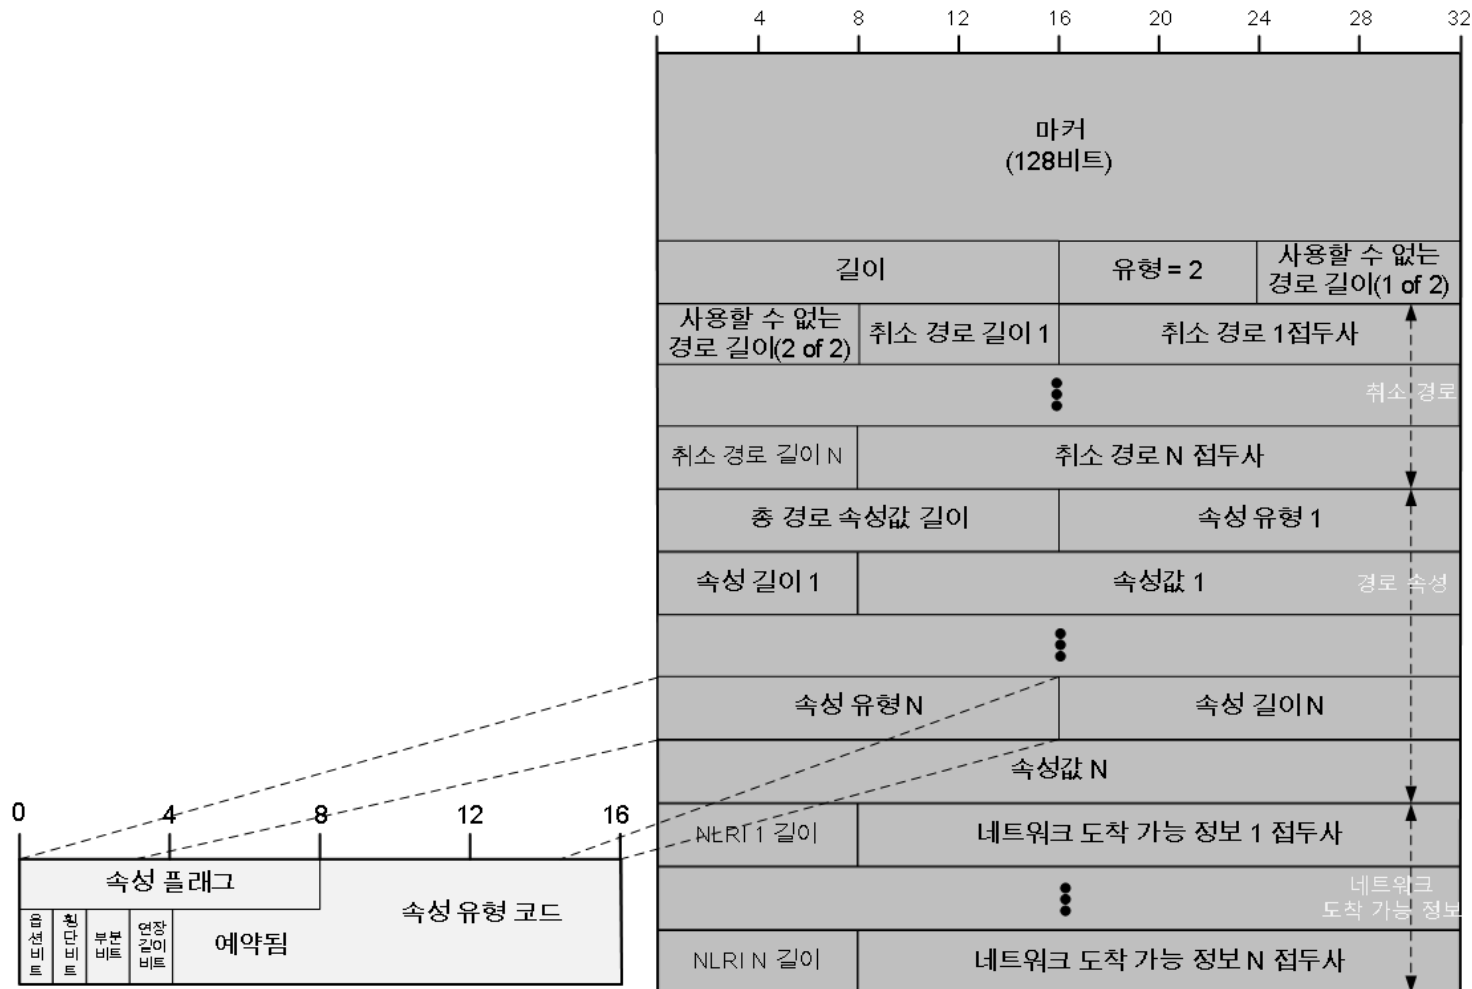 0 4 8 12 16 20 24 28 32
마커
(128비트)
길이
유형 = 2
사용할 수 없는
경로 길이(1 of 2)
사용할 수 없는
경로 길이(2 of 2)
취소 경로 길이 1
취소 경로 1접두사
취소 경로
취소 경로 길이 N
취소 경로 N 접두사
총 경로 속성값 길이
속성 유형 1
속성 길이 1
속성값 1
경로 속성
속성 유형 N
속성 길이 N
속성값 N
NLRI 1 길이
네트워크 도착 가능 정보 1 접두사
네트워크
도착 가능 정보
NLRI N 길이
네트워크 도착 가능 정보 N 접두사
0 4 8 12 16
속성 플래그
속성 유형 코드
옵션비트
횡단비트
부분
비트
연장
길이
비트
예약됨